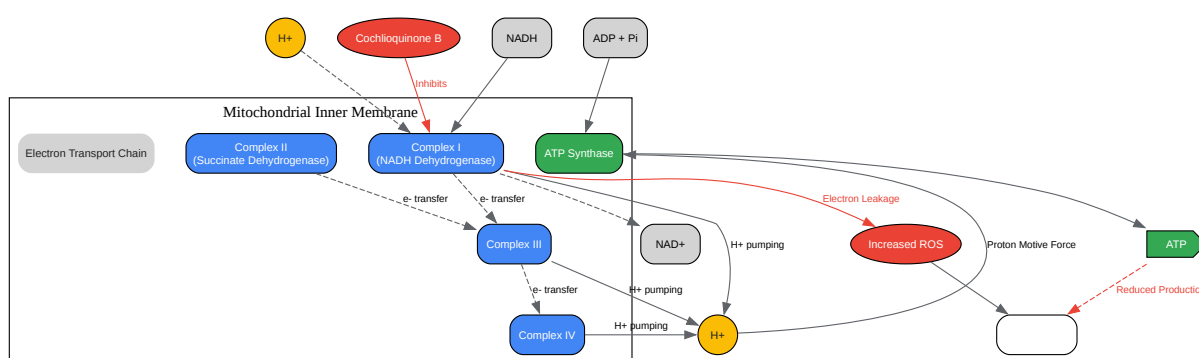 H+
Cochlioquinone B
NADH
ADP + Pi
Inhibits
Mitochondrial Inner Membrane
Electron Transport Chain
Complex II
(Succinate Dehydrogenase)
Complex I
(NADH Dehydrogenase)
ATP Synthase
e- transfer
e- transfer
Electron Leakage
Complex III
NAD+
H+ pumping
Increased ROS
Proton Motive Force
ATP
e- transfer
H+ pumping
Reduced Productio
Complex IV
H+ pumping
H+